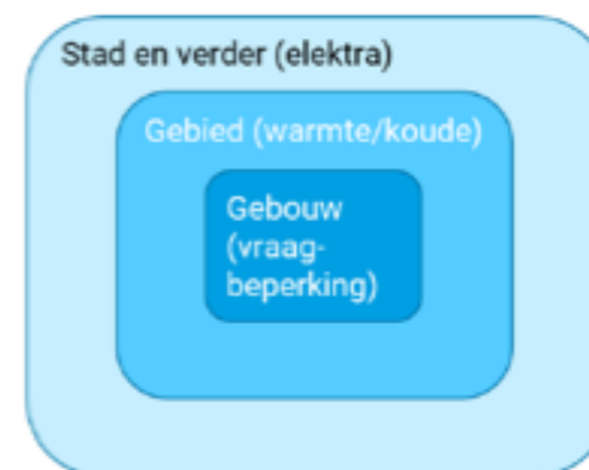 Stad en verder (elektra)
Gebied (warmte/koude)
Gebouw
(vraag-
beperking)